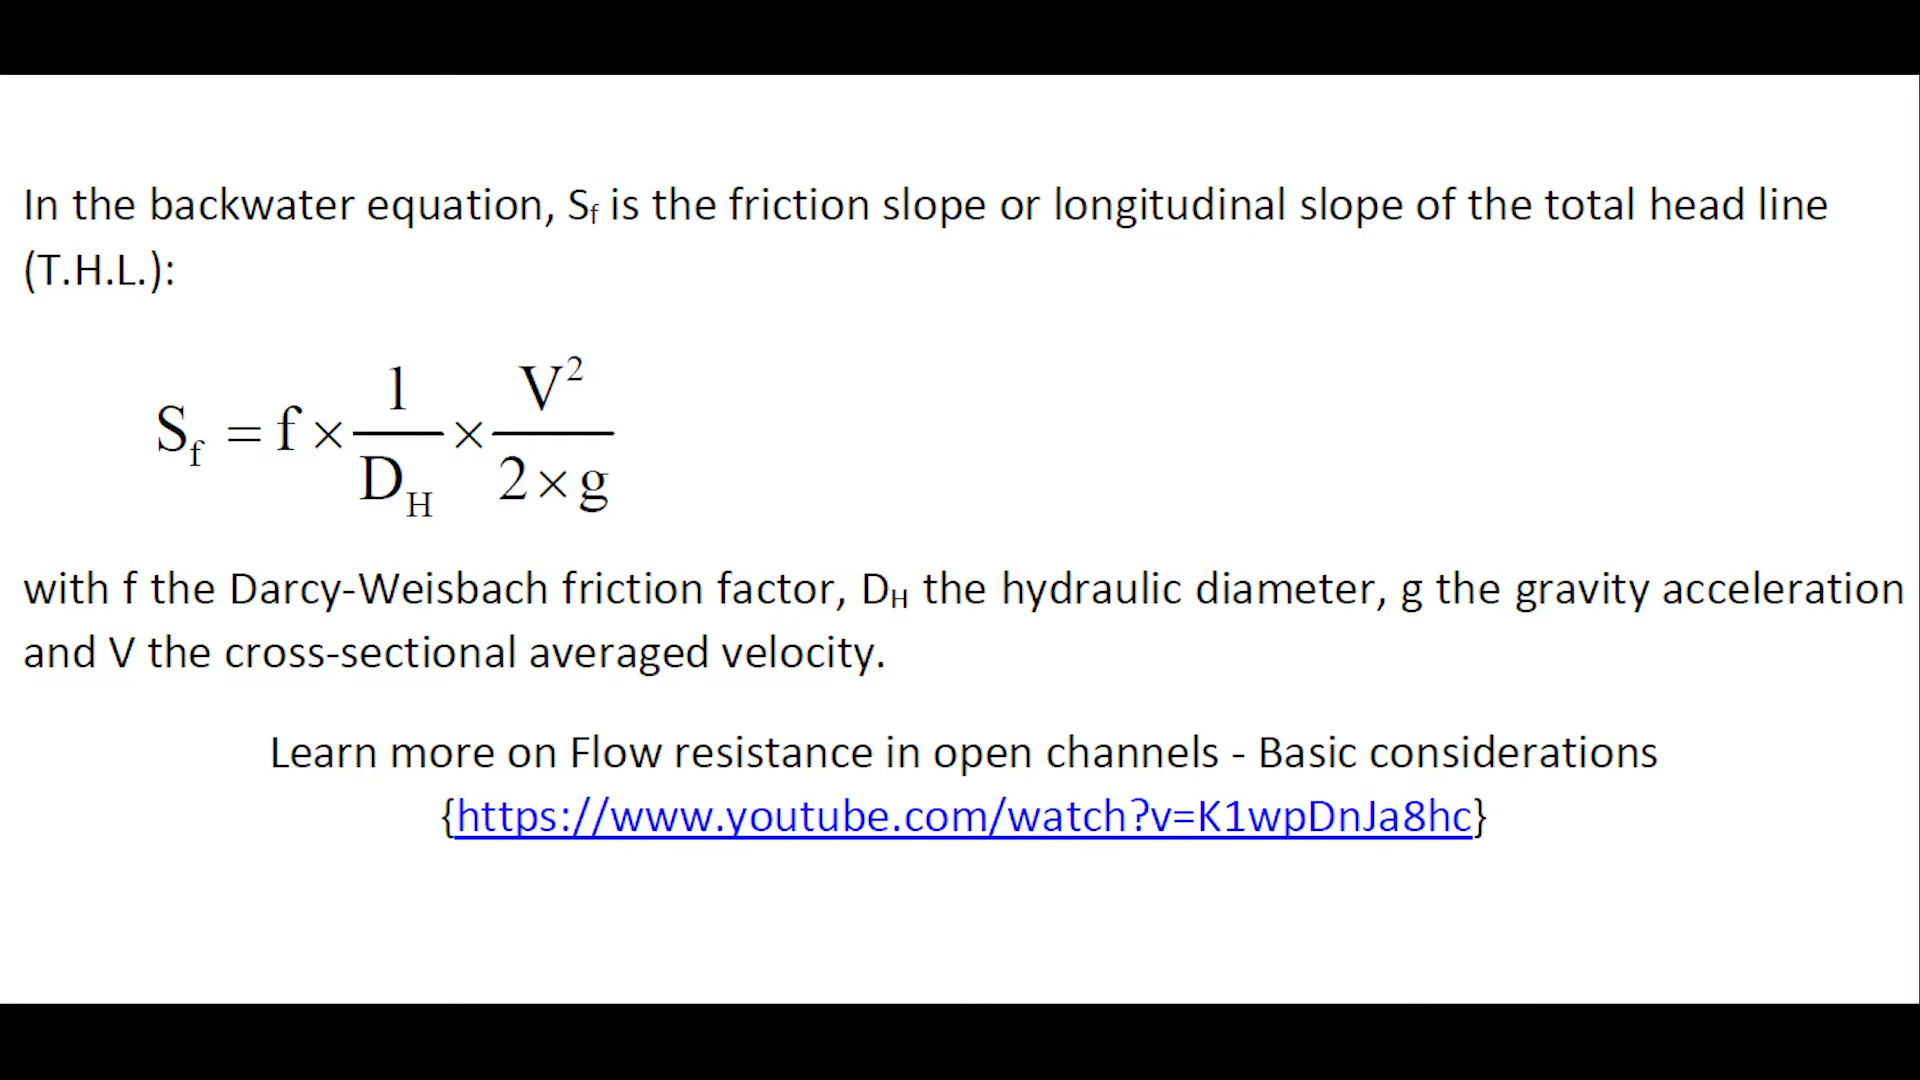 In the backwater equation, Sf is the friction slope or longitudinal slope of the total head line
(T.H.L.):
S_f = f × 1/D_H × V²/(2 × g)
with f the Darcy-Weisbach friction factor, DH the hydraulic diameter, g the gravity acceleration
and V the cross-sectional averaged velocity.
Learn more on Flow resistance in open channels - Basic considerations
{https://www.youtube.com/watch?v=K1wpDnJa8hc}